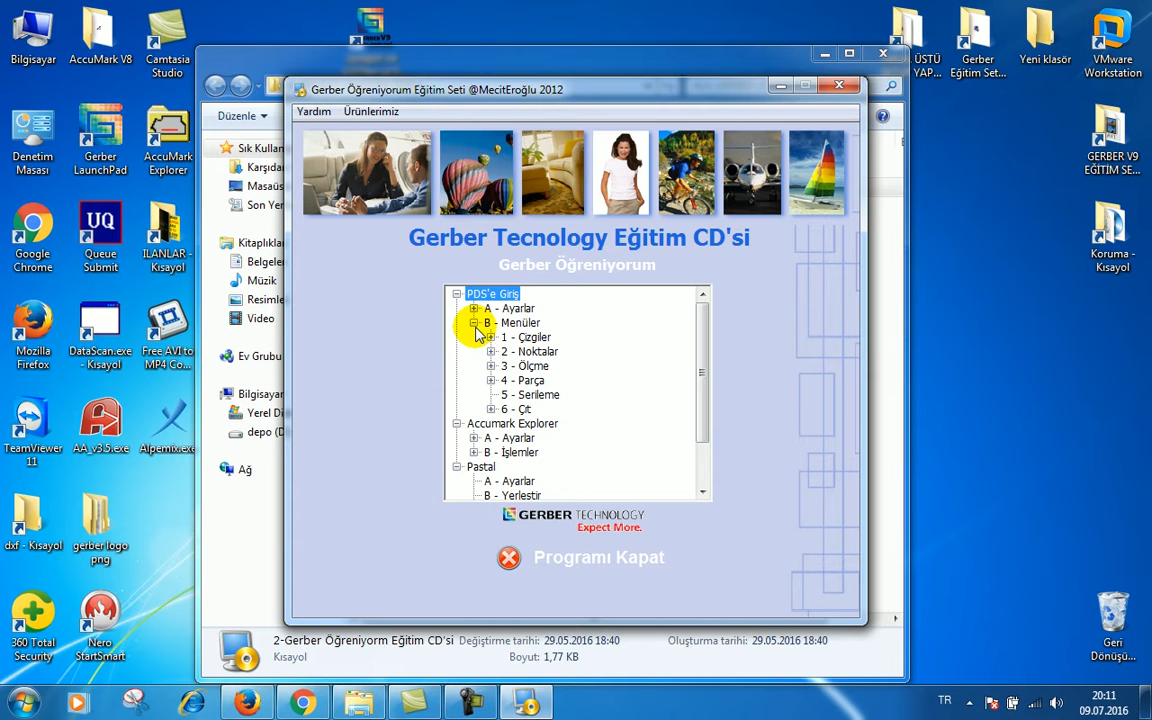 Bilgisayar
AccuMark V8
Camtasia
Studio
GERBER V9
ÜSTÜ
YAP...
Gerber
Eğitim Set...
Yeni klasör
VMware
Workstation
Gerber Öğreniyorum Eğitim Seti @MecitEroğlu 2012
Yardım
Ürünlerimiz
Düzenle
Denetim
Masası
Gerber
LaunchPad
AccuMark
Explorer
Sık Kullan
Karşıda
Masaüs
Son Yer
GERBER V9
EĞİTİM SE...
Gerber Tecnology Eğitim CD'si
Gerber Öğreniyorum
Google
Chrome
UQ
Queue
Submit
ILANLAR -
Kısayol
Kitaplıkla
Belgele
Müzik
Resimle
Video
Koruma -
Kısayol
PDS'e Giriş
A - Ayarlar
B - Menüler
1 - Çizgiler
2 - Noktalar
3 - Ölçme
4 - Parça
5 - Serileme
6 - Çıt
Accumark Explorer
A - Ayarlar
B - İşlemler
Pastal
A - Ayarlar
B - Yerleştir
Mozilla
Firefox
DataScan.exe
- Kısayol
Free AVI to
MP4 Co...
Ev Grubu
Bilgisayar
Yerel Di
depo (D
Ağ
TeamViewer
11
AA_v3.5.exe
Alpemix.exe
GERBER TECHNOLOGY
Expect More.
Programı Kapat
dxf - Kısayol
gerber logo
png
360 Total
Security
Nero
StartSmart
Geri
Dönüşü...
2-Gerber Öğreniyorm Eğitim CD'si Değiştirme tarihi: 29.05.2016 18:40 Oluşturma tarihi: 29.05.2016 18:40
Kısayol Boyut: 1,77 KB
TR
20:11
09.07.2016